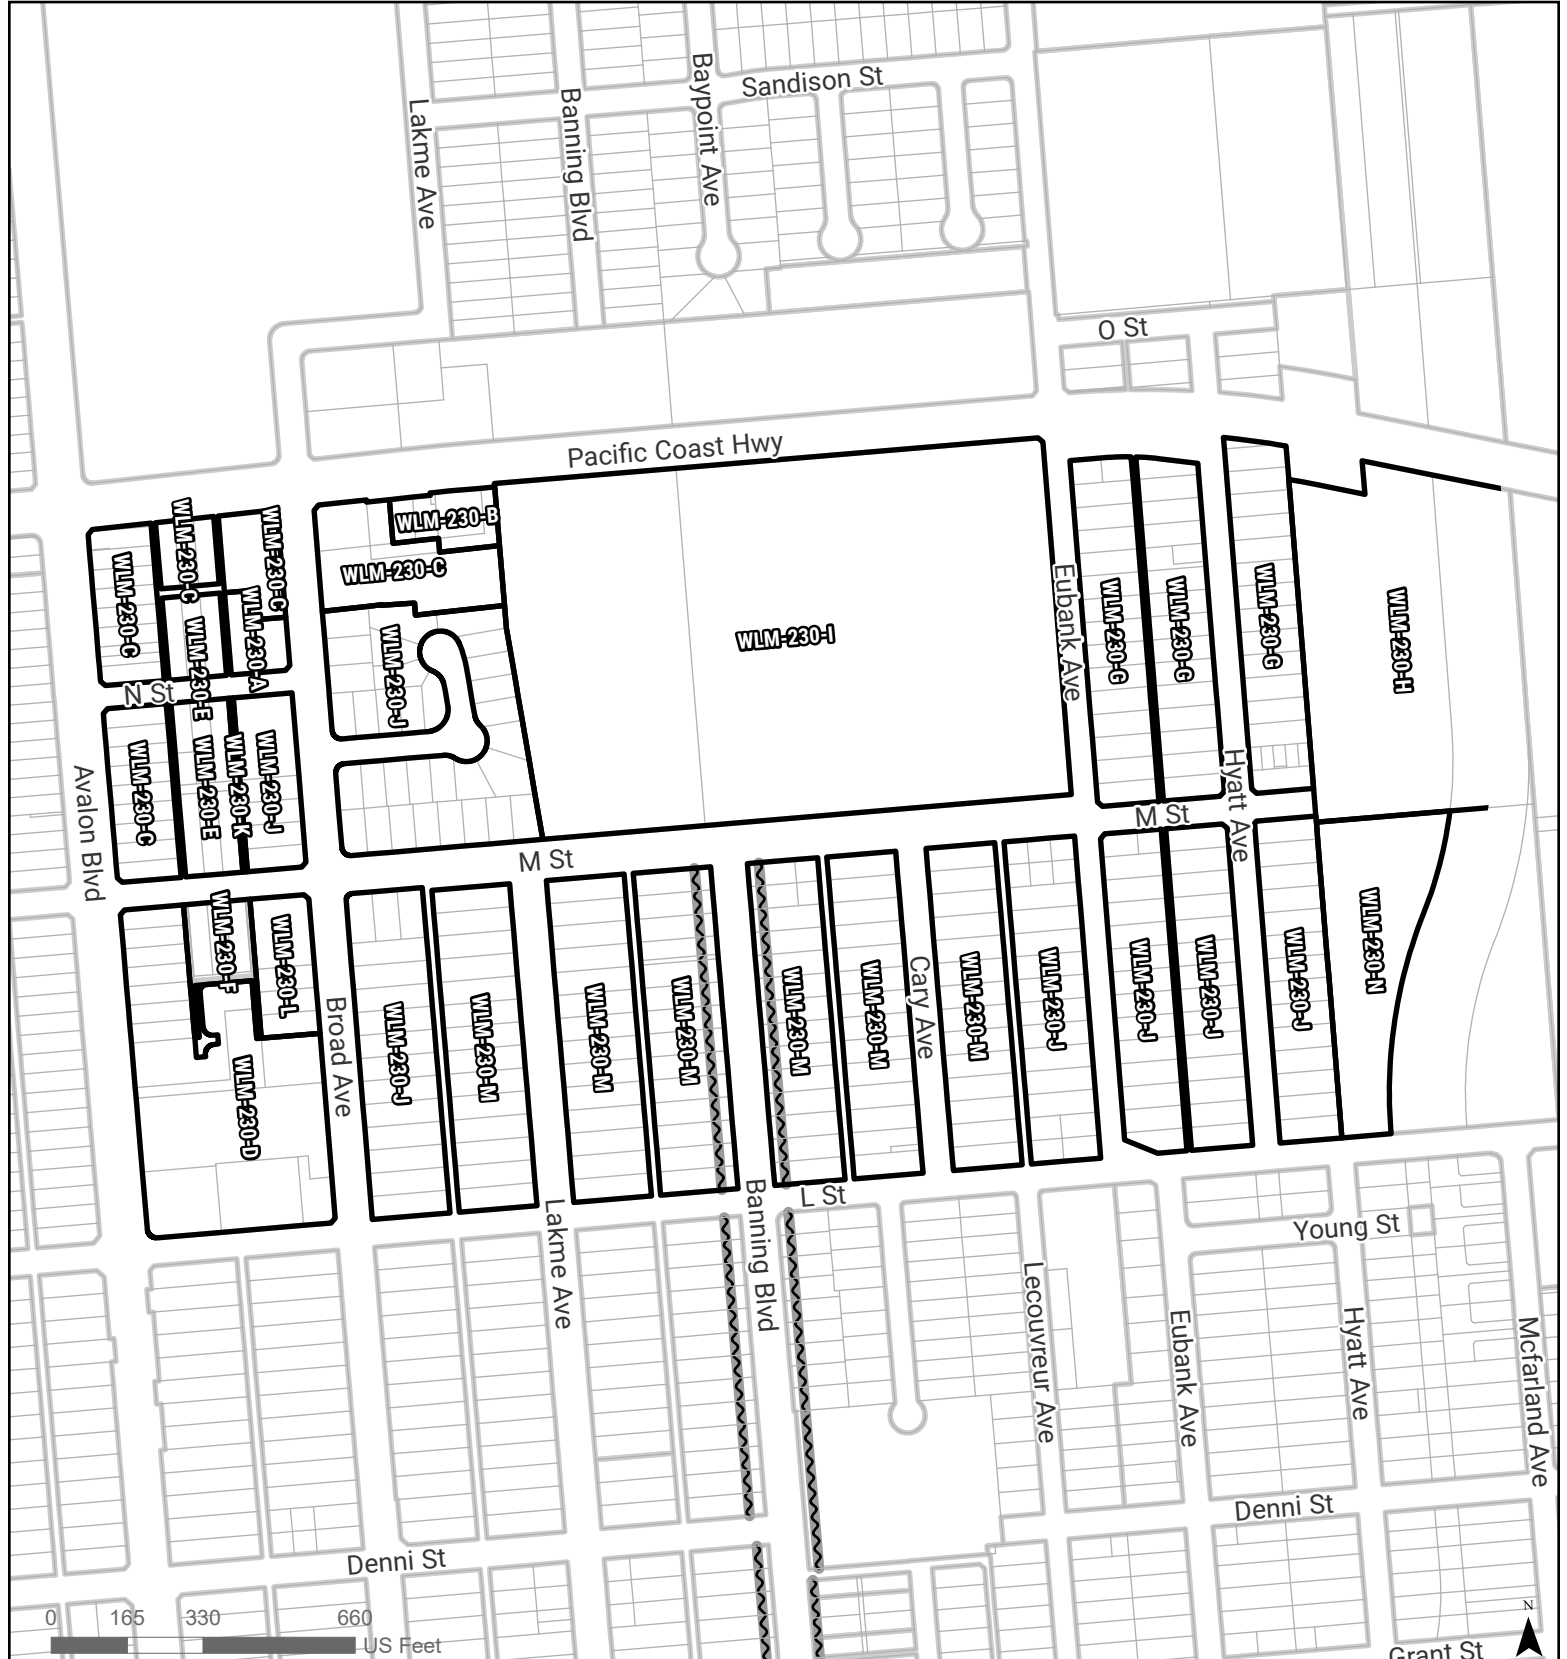 Sandison St
Baypoint Ave
Banning Blvd
Lakme Ave
O St
Pacific Coast Hwy
WLM-230-C
WLM-230-C
WLM-230-B
WLM-230-C
WLM-230-C
WLM-230-A
WLM-230-I
Eubank Ave
WLM-230-G
WLM-230-G
WLM-230-G
WLM-230-H
WLM-230-E
N St
WLM-230-J
WLM-230-C
WLM-230-E
WLM-230-K
WLM-230-J
Avalon Blvd
Hyatt Ave
M St
M St
WLM-230-F
WLM-230-L
WLM-230-D
Broad Ave
WLM-230-J
WLM-230-M
WLM-230-M
WLM-230-M
WLM-230-M
WLM-230-M
Cary Ave
WLM-230-M
WLM-230-J
WLM-230-J
WLM-230-J
WLM-230-J
WLM-230-N
L St
Lakme Ave
Banning Blvd
Young St
Lecouvreur Ave
Eubank Ave
Hyatt Ave
Mcfarland Ave
Denni St
Denni St
0 165 330 660
US Feet
N
Grant St